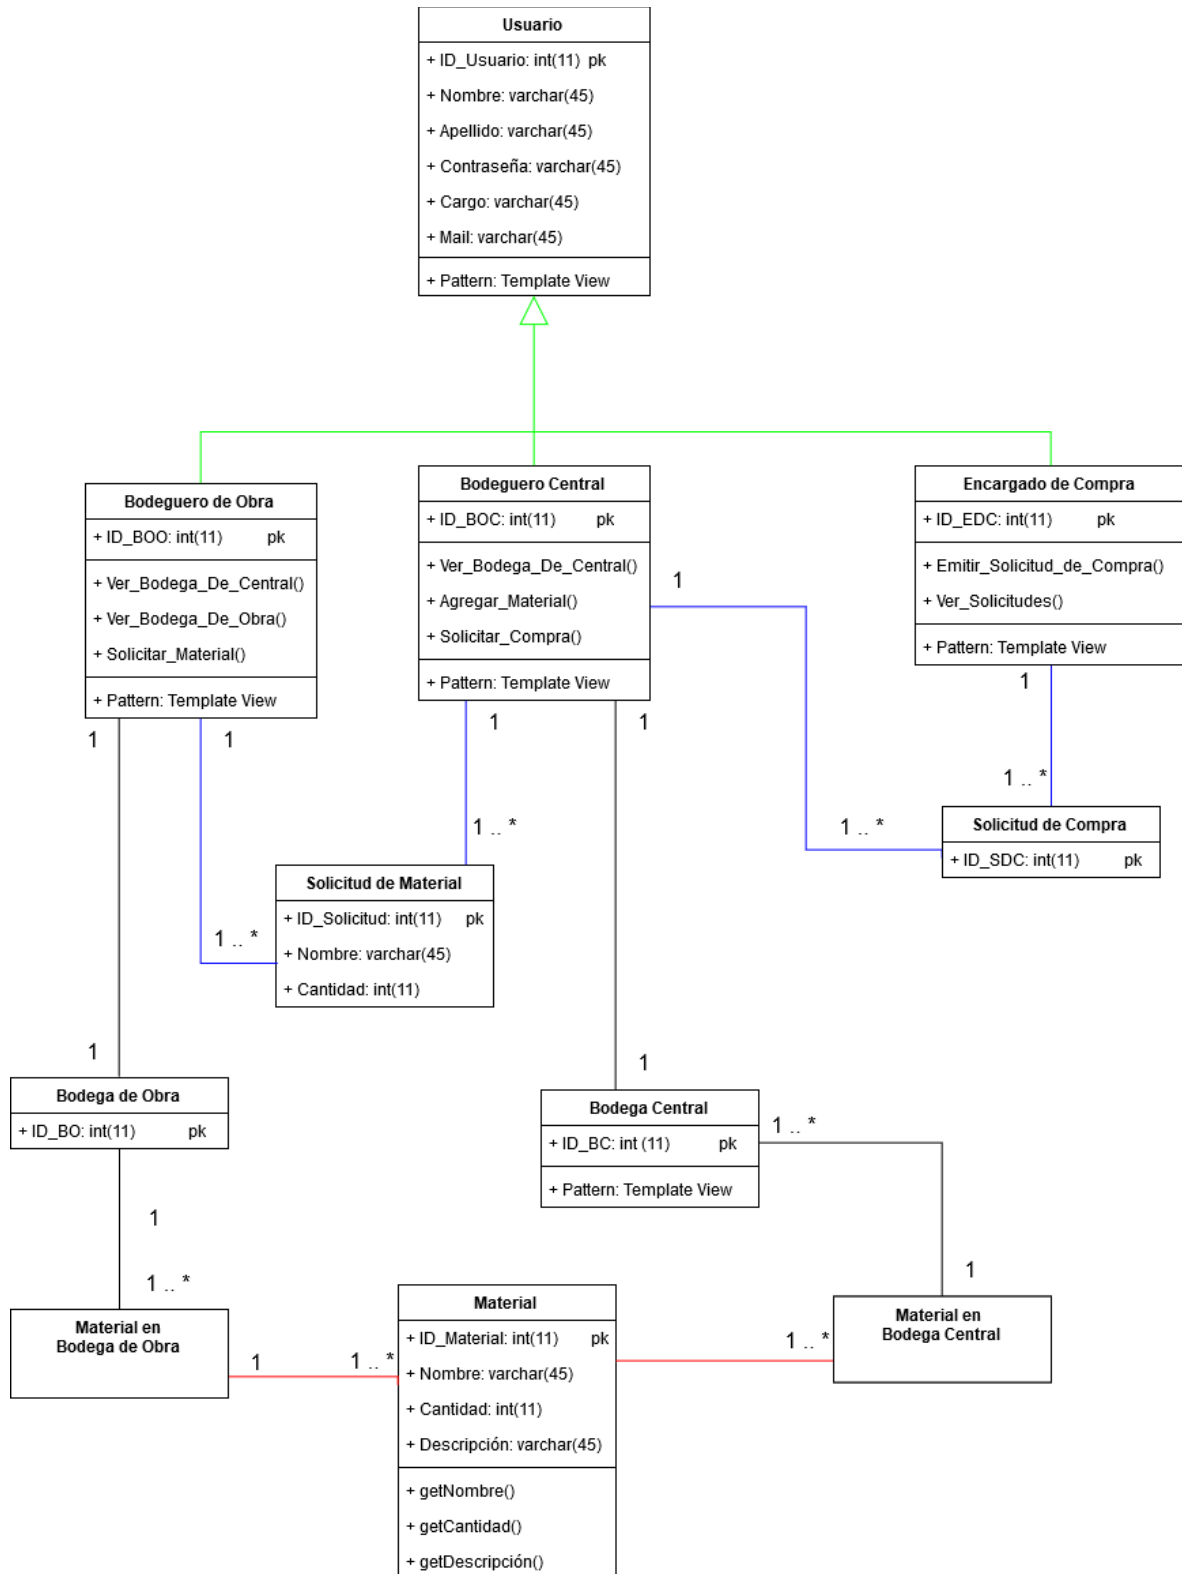 Usuario
+ ID_Usuario: int(11) pk
+ Nombre: varchar(45)
+ Apellido: varchar(45)
+ Contraseña: varchar(45)
+ Cargo: varchar(45)
+ Mail: varchar(45)
+ Pattern: Template View
Bodeguero de Obra
+ ID_BOO: int(11) pk
+ Ver_Bodega_De_Central()
+ Ver_Bodega_De_Obra()
+ Solicitar_Material()
+ Pattern: Template View
Bodeguero Central
+ ID_BOC: int(11) pk
+ Ver_Bodega_De_Central()
+ Agregar_Material()
+ Solicitar_Compra()
+ Pattern: Template View
Encargado de Compra
+ ID_EDC: int(11) pk
+ Emitir_Solicitud_de_Compra()
+ Ver_Solicitudes()
+ Pattern: Template View
1
1
1
1
1
1
1 .. *
1 .. *
1 .. *
Solicitud de Compra
+ ID_SDC: int(11) pk
Solicitud de Material
+ ID_Solicitud: int(11) pk
+ Nombre: varchar(45)
+ Cantidad: int(11)
1 .. *
1
1
Bodega de Obra
+ ID_BO: int(11) pk
Bodega Central
+ ID_BC: int (11) pk
+ Pattern: Template View
1 .. *
1
1 .. *
1
Material en
Bodega de Obra
1
1 .. *
Material
+ ID_Material: int(11) pk
+ Nombre: varchar(45)
+ Cantidad: int(11)
+ Descripción: varchar(45)
+ getNombre()
+ getCantidad()
+ getDescripción()
1 .. *
Material en
Bodega Central